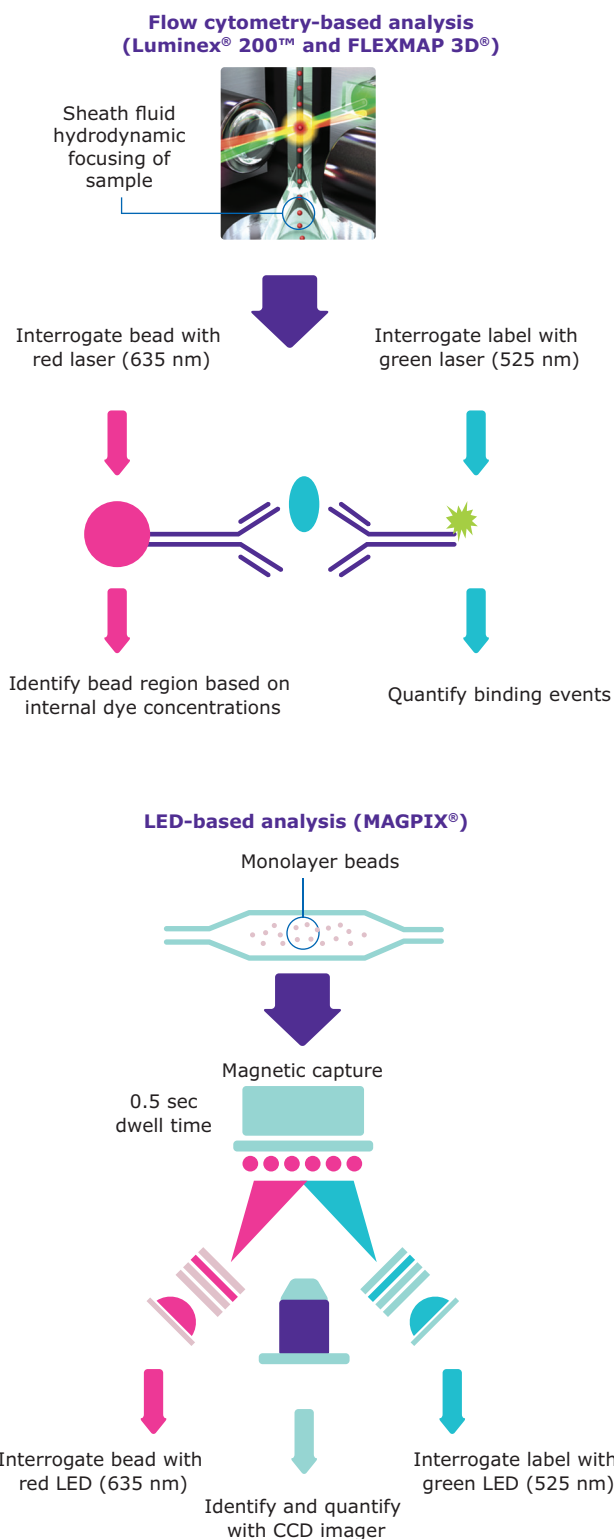 Flow cytometry-based analysis
(Luminex® 200™ and FLEXMAP 3D®)
Sheath fluid
hydrodynamic
focusing of
sample
Interrogate bead with
red laser (635 nm)
Interrogate label with
green laser (525 nm)
Identify bead region based on
internal dye concentrations
Quantify binding events
LED-based analysis (MAGPIX®)
Monolayer beads
Magnetic capture
0.5 sec
dwell time
Interrogate bead with
red LED (635 nm)
Interrogate label with
green LED (525 nm)
Identify and quantify
with CCD imager